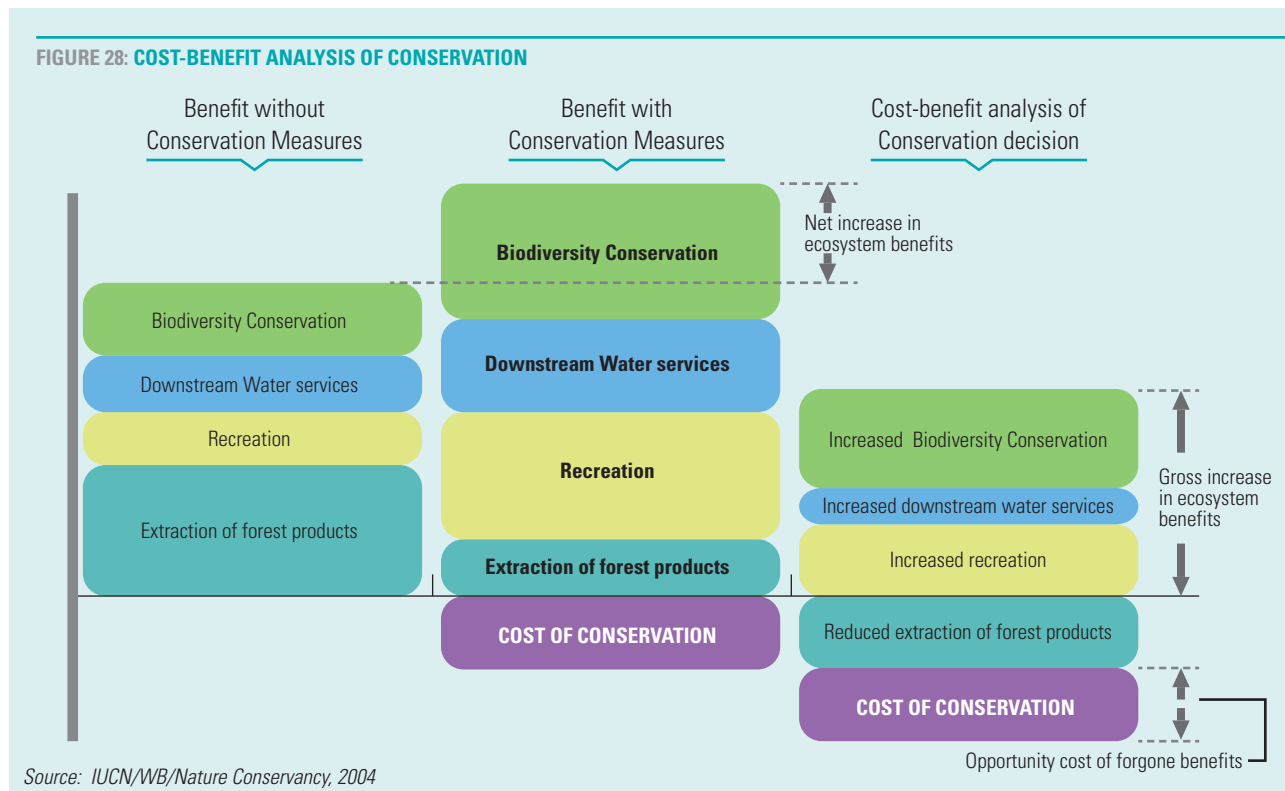 FIGURE 28: COST-BENEFIT ANALYSIS OF CONSERVATION
Benefit without
Conservation Measures
Benefit with
Conservation Measures
Cost-benefit analysis of
Conservation decision
Biodiversity Conservation
Downstream Water services
Recreation
Extraction of forest products
Biodiversity Conservation
Downstream Water services
Recreation
Extraction of forest products
COST OF CONSERVATION
Net increase in
ecosystem benefits
Increased Biodiversity Conservation
Increased downstream water services
Increased recreation
Reduced extraction of forest products
COST OF CONSERVATION
Gross increase
in ecosystem
benefits
Opportunity cost of forgone benefits
Source: IUCN/WB/Nature Conservancy, 2004